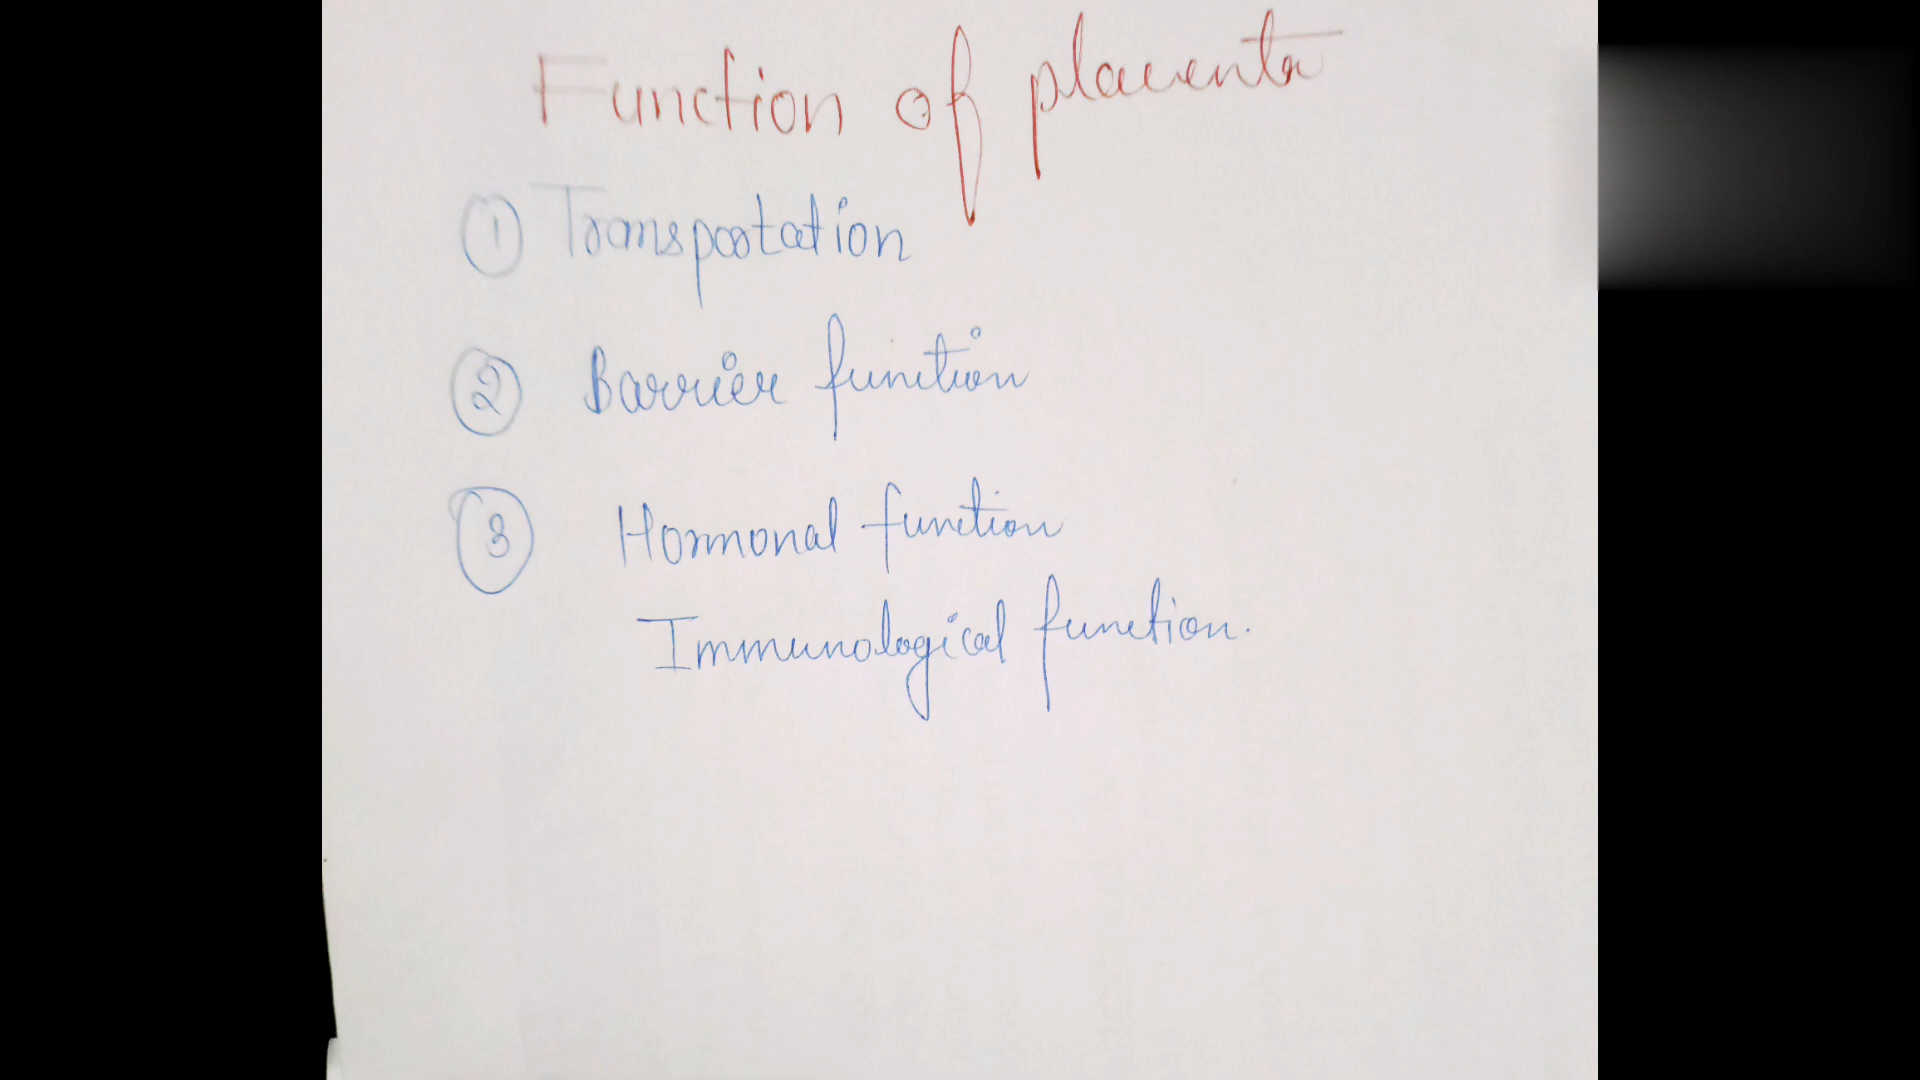 Function of placenta
① Transportation
② Barrier function
③ Hormonal function
Immunological function.